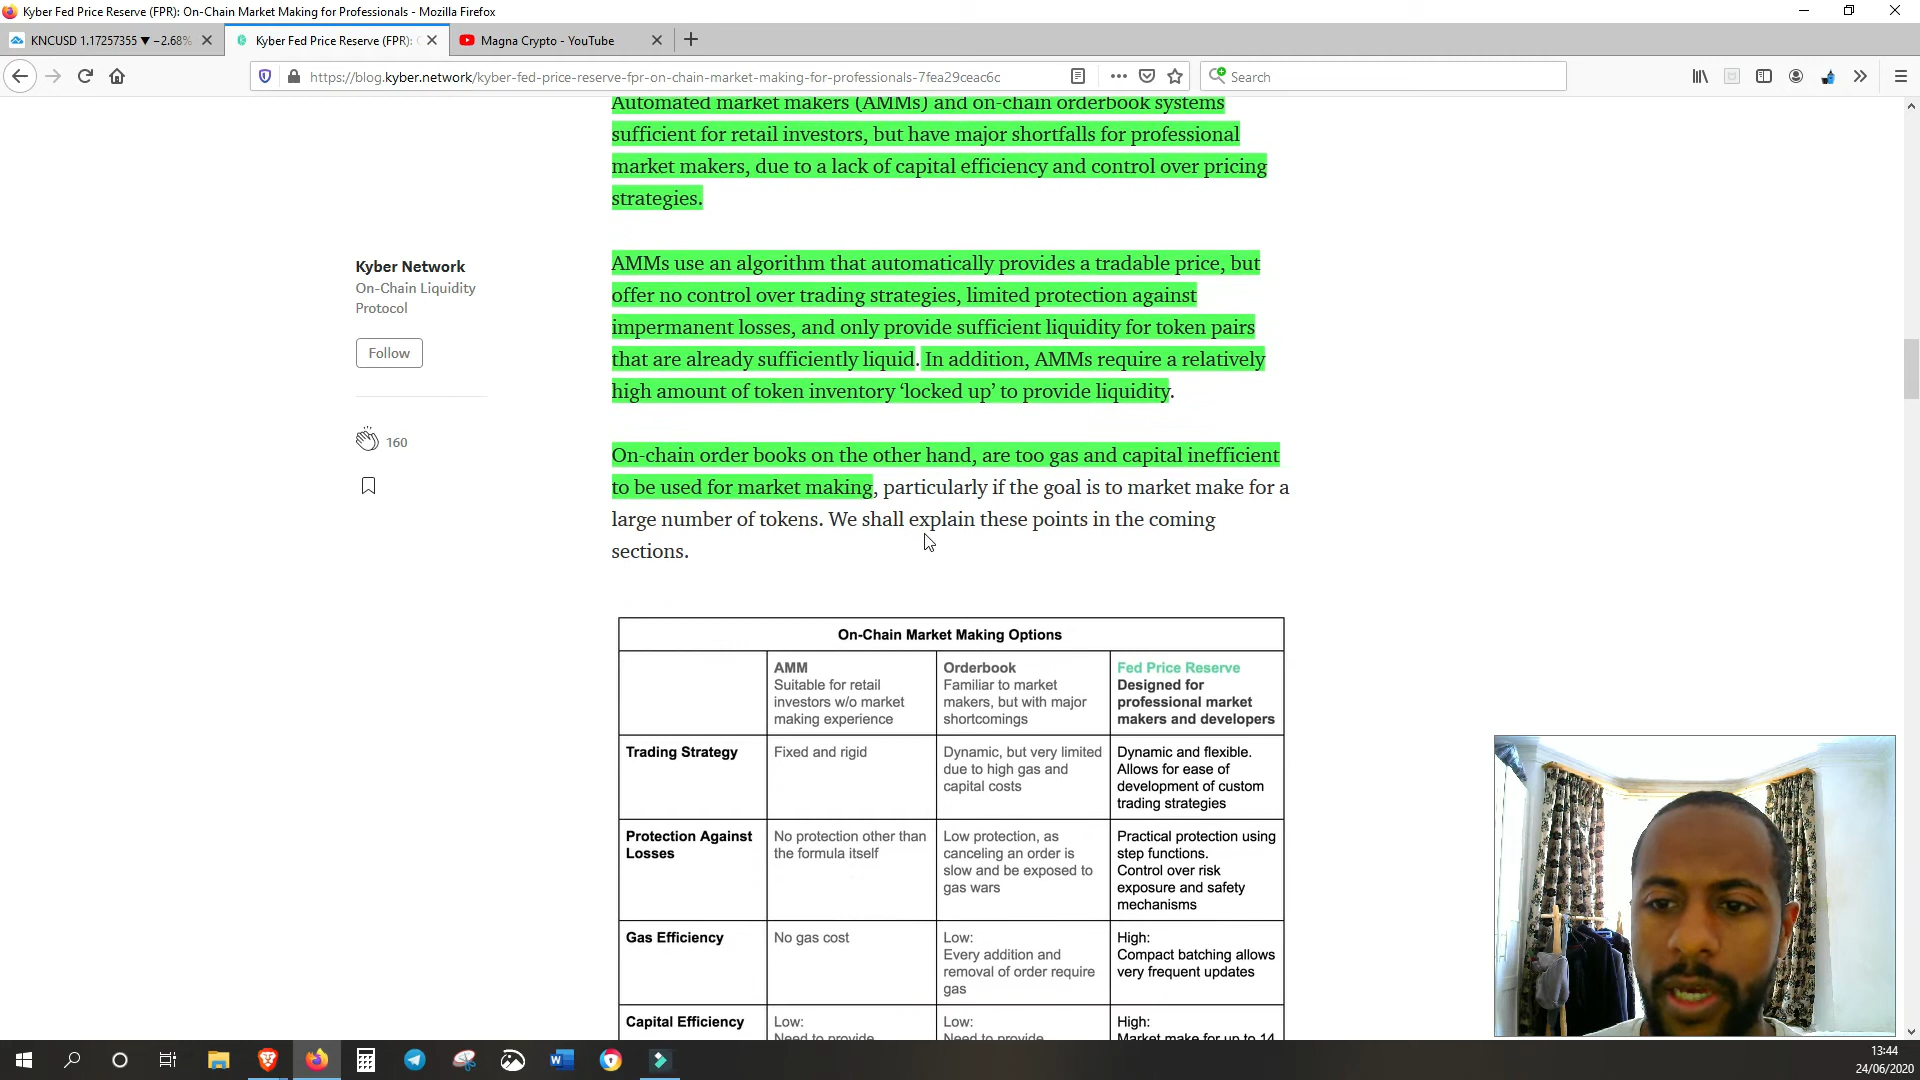 Kyber Fed Price Reserve (FPR): On-Chain Market Making for Professionals - Mozilla Firefox
KNCUSD 1.17257355 ▼ −2.68%
Kyber Fed Price Reserve (FPR):
Magna Crypto - YouTube
https://blog.kyber.network/kyber-fed-price-reserve-fpr-on-chain-market-making-for-professionals-7fea29ceac6c
Search
Automated market makers (AMMs) and on-chain orderbook systems
sufficient for retail investors, but have major shortfalls for professional
market makers, due to a lack of capital efficiency and control over pricing
strategies.
Kyber Network
On-Chain Liquidity
Protocol
Follow
160
AMMs use an algorithm that automatically provides a tradable price, but
offer no control over trading strategies, limited protection against
impermanent losses, and only provide sufficient liquidity for token pairs
that are already sufficiently liquid. In addition, AMMs require a relatively
high amount of token inventory ‘locked up’ to provide liquidity.
On-chain order books on the other hand, are too gas and capital inefficient
to be used for market making, particularly if the goal is to market make for a
large number of tokens. We shall explain these points in the coming
sections.
On-Chain Market Making Options
AMM
Suitable for retail
investors w/o market
making experience
Orderbook
Familiar to market
makers, but with major
shortcomings
Fed Price Reserve
Designed for
professional market
makers and developers
Trading Strategy
Fixed and rigid
Dynamic, but very limited
due to high gas and
capital costs
Dynamic and flexible.
Allows for ease of
development of custom
trading strategies
Protection Against
Losses
No protection other than
the formula itself
Low protection, as
canceling an order is
slow and be exposed to
gas wars
Practical protection using
step functions.
Control over risk
exposure and safety
mechanisms
Gas Efficiency
No gas cost
Low:
Every addition and
removal of order require
gas
High:
Compact batching allows
very frequent updates
Capital Efficiency
Low:
Need to provide
Low:
Need to provide
High:
Market make for up to 14
13:44
24/06/2020